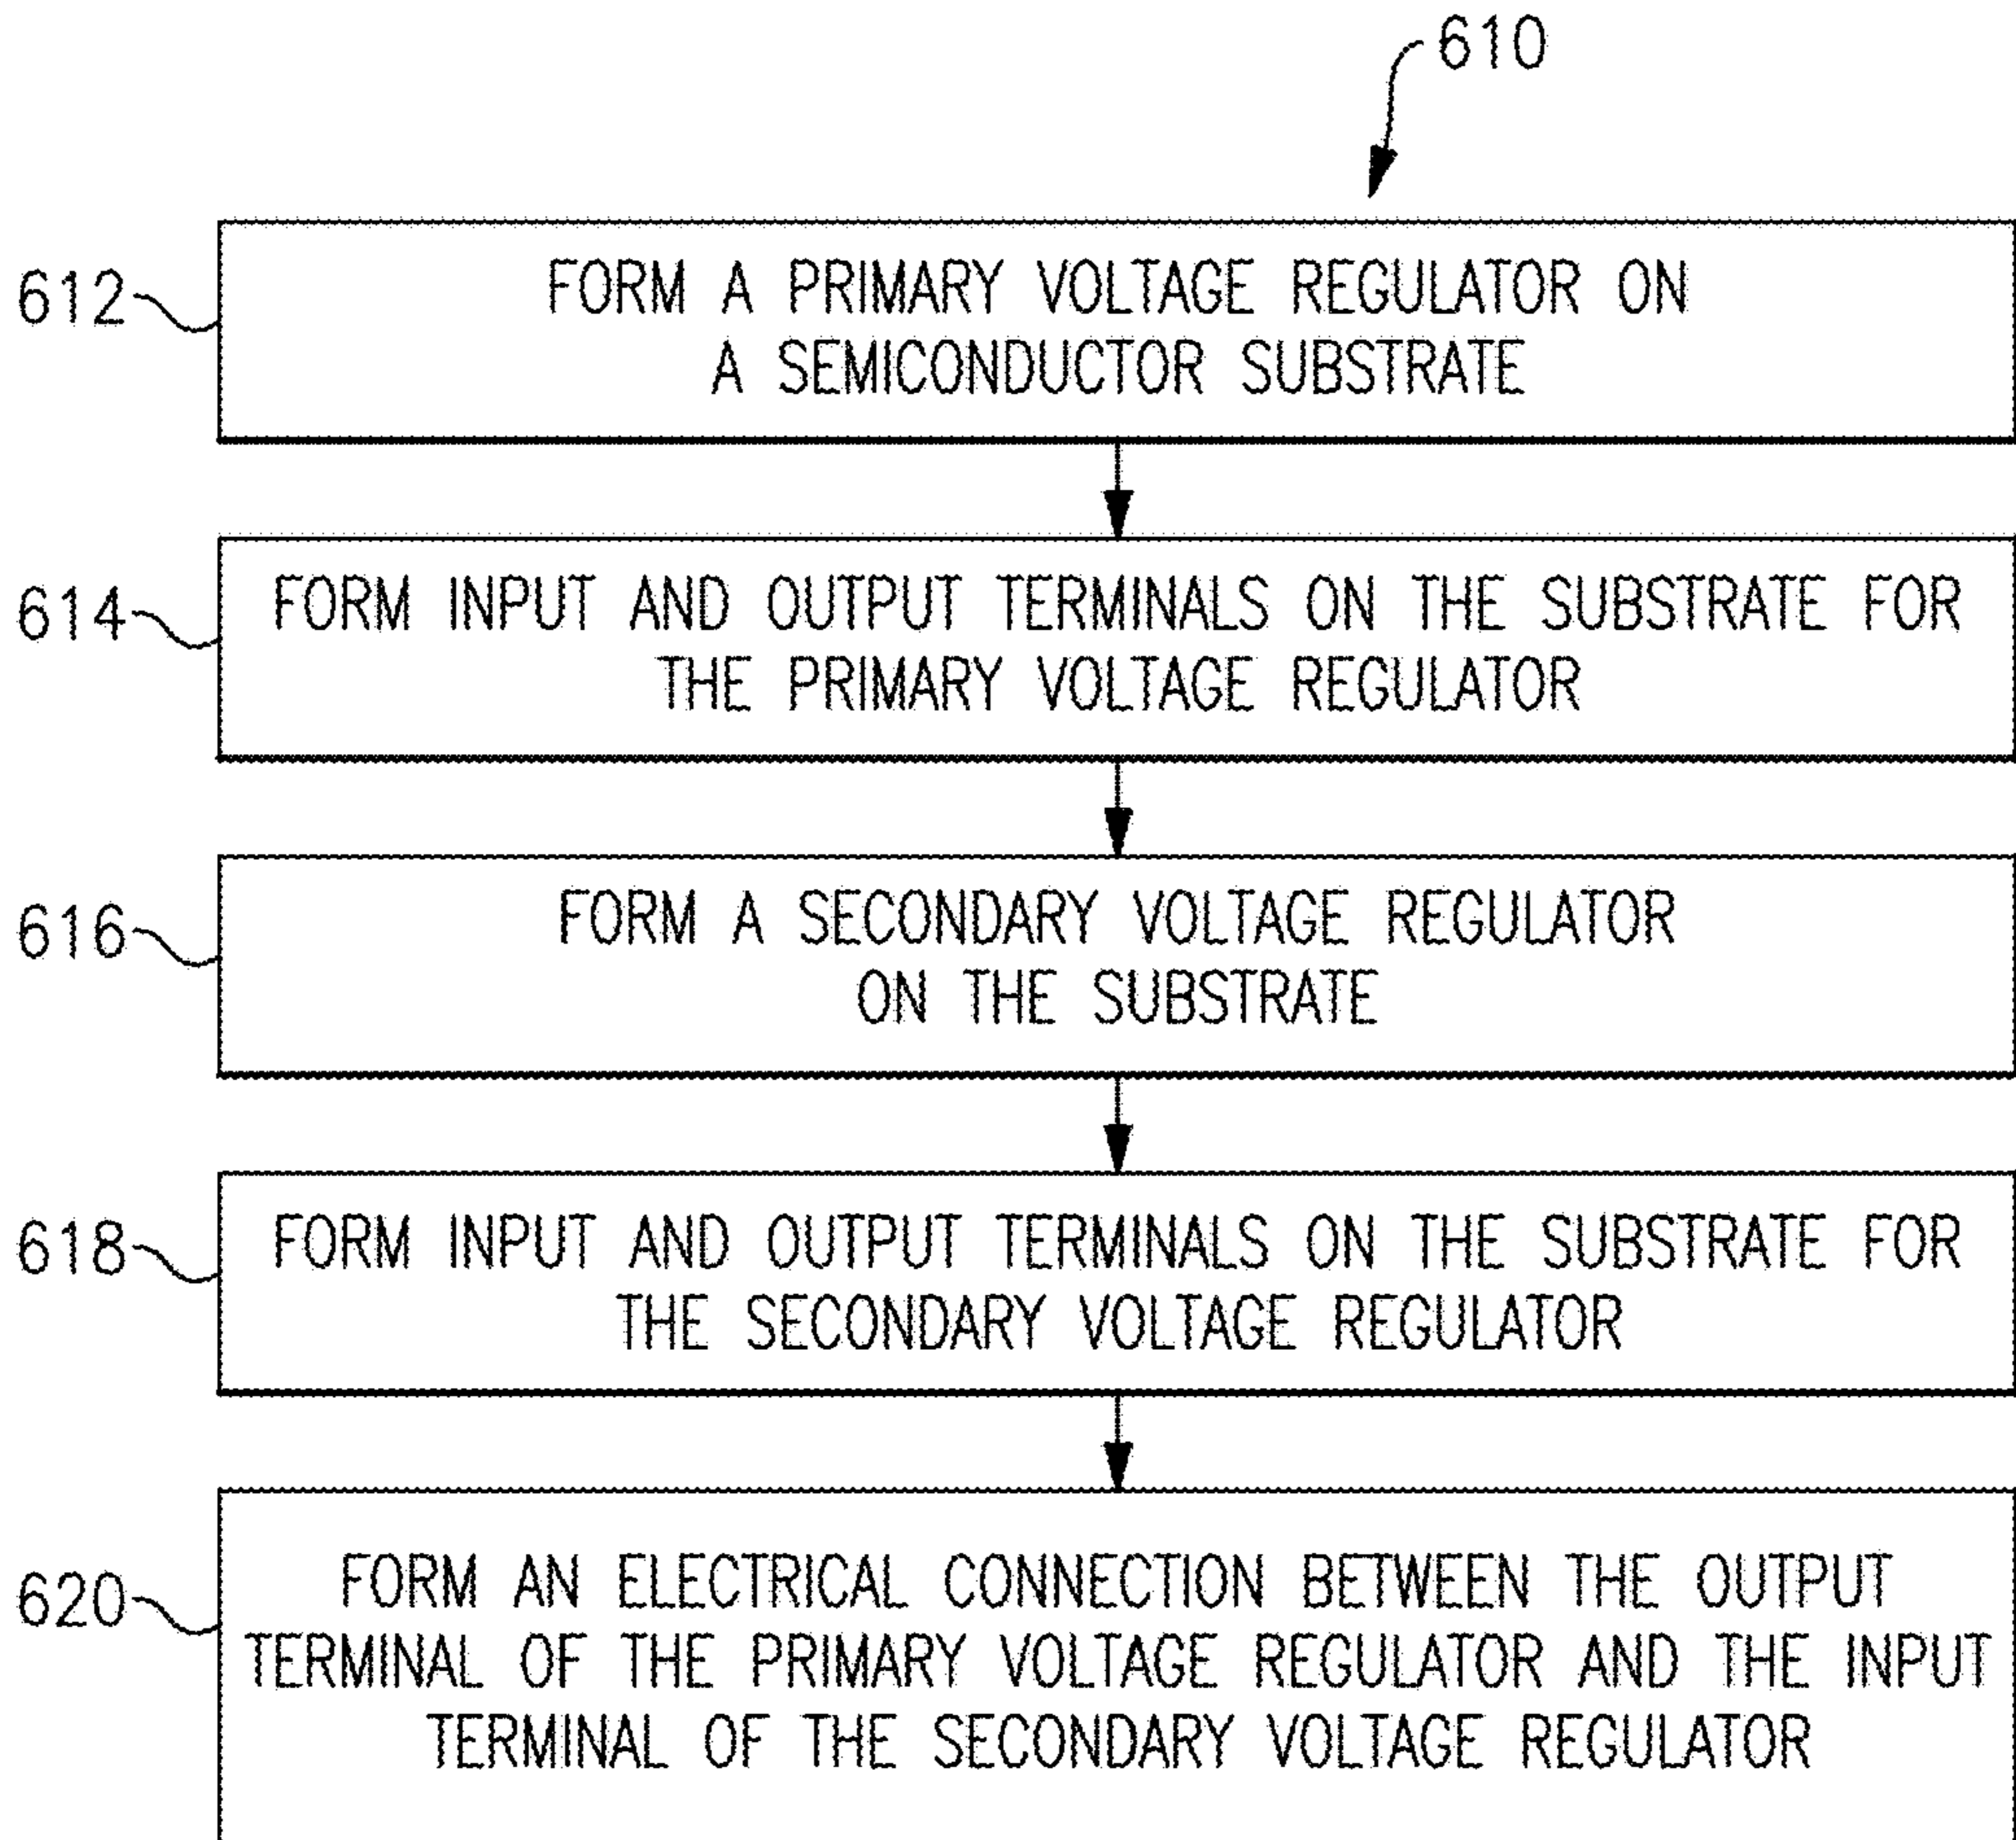 610
612
FORM A PRIMARY VOLTAGE REGULATOR ON
A SEMICONDUCTOR SUBSTRATE
614
FORM INPUT AND OUTPUT TERMINALS ON THE SUBSTRATE FOR
THE PRIMARY VOLTAGE REGULATOR
616
FORM A SECONDARY VOLTAGE REGULATOR
ON THE SUBSTRATE
618
FORM INPUT AND OUTPUT TERMINALS ON THE SUBSTRATE FOR
THE SECONDARY VOLTAGE REGULATOR
620
FORM AN ELECTRICAL CONNECTION BETWEEN THE OUTPUT
TERMINAL OF THE PRIMARY VOLTAGE REGULATOR AND THE INPUT
TERMINAL OF THE SECONDARY VOLTAGE REGULATOR